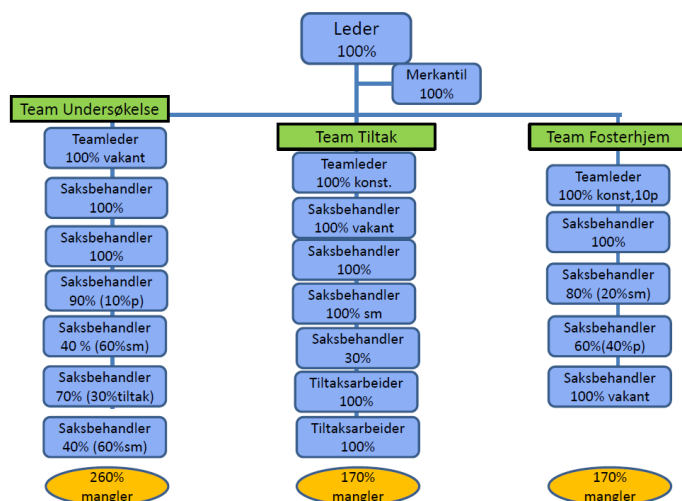 Leder
100%
Merkantil
100%
Team Undersøkelse
Teamleder
100% vakant
Saksbehandler
100%
Saksbehandler
100%
Saksbehandler
90% (10%p)
Saksbehandler
40 % (60%sm)
Saksbehandler
70% (30%tiltak)
Saksbehandler
40% (60%sm)
260%
mangler
Team Tiltak
Teamleder
100% konst.
Saksbehandler
100% vakant
Saksbehandler
100%
Saksbehandler
100% sm
Saksbehandler
30%
Tiltaksarbeider
100%
Tiltaksarbeider
100%
170%
mangler
Team Fosterhjem
Teamleder
100% konst,10p
Saksbehandler
100%
Saksbehandler
80% (20%sm)
Saksbehandler
60%(40%p)
Saksbehandler
100% vakant
170%
mangler